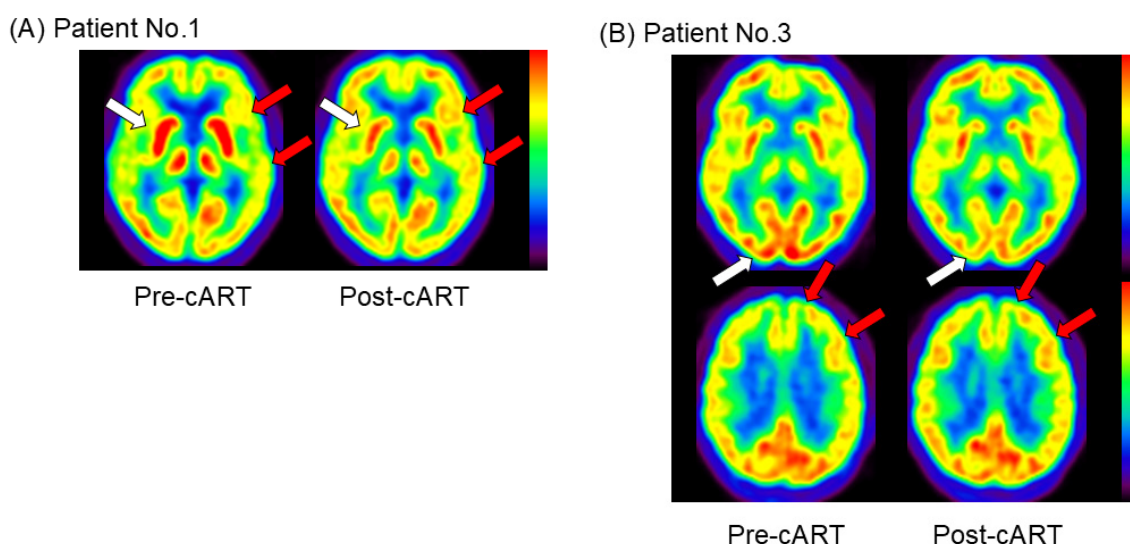 (A) Patient No.1
Pre-cART
Post-cART
(B) Patient No.3
Pre-cART
Post-cART